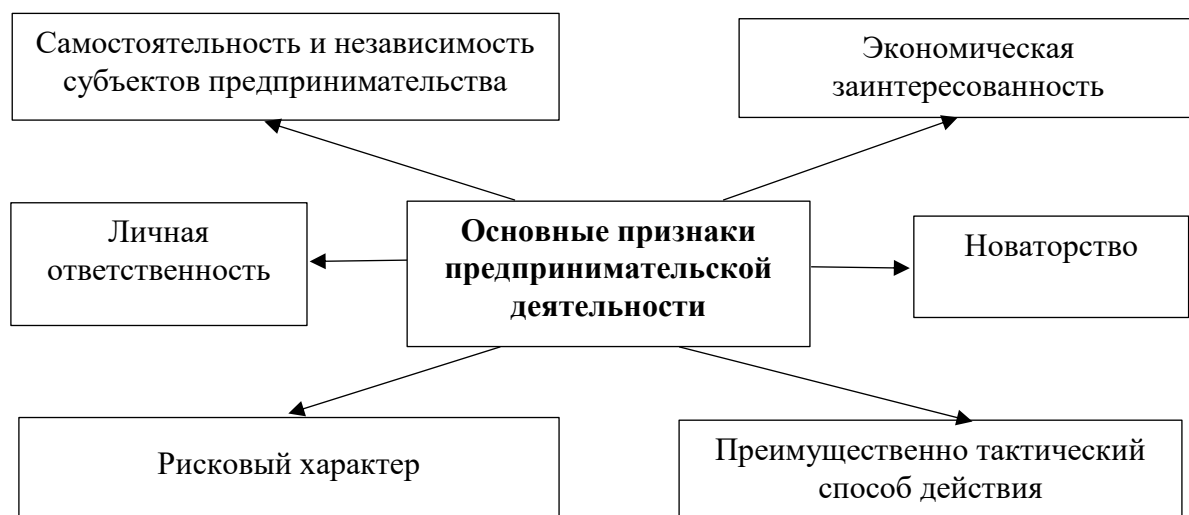 Самостоятельность и независимость
субъектов предпринимательства
Экономическая
заинтересованность
Личная
ответственность
Основные признаки
предпринимательской
деятельности
Новаторство
Рисковый характер
Преимущественно тактический
способ действия